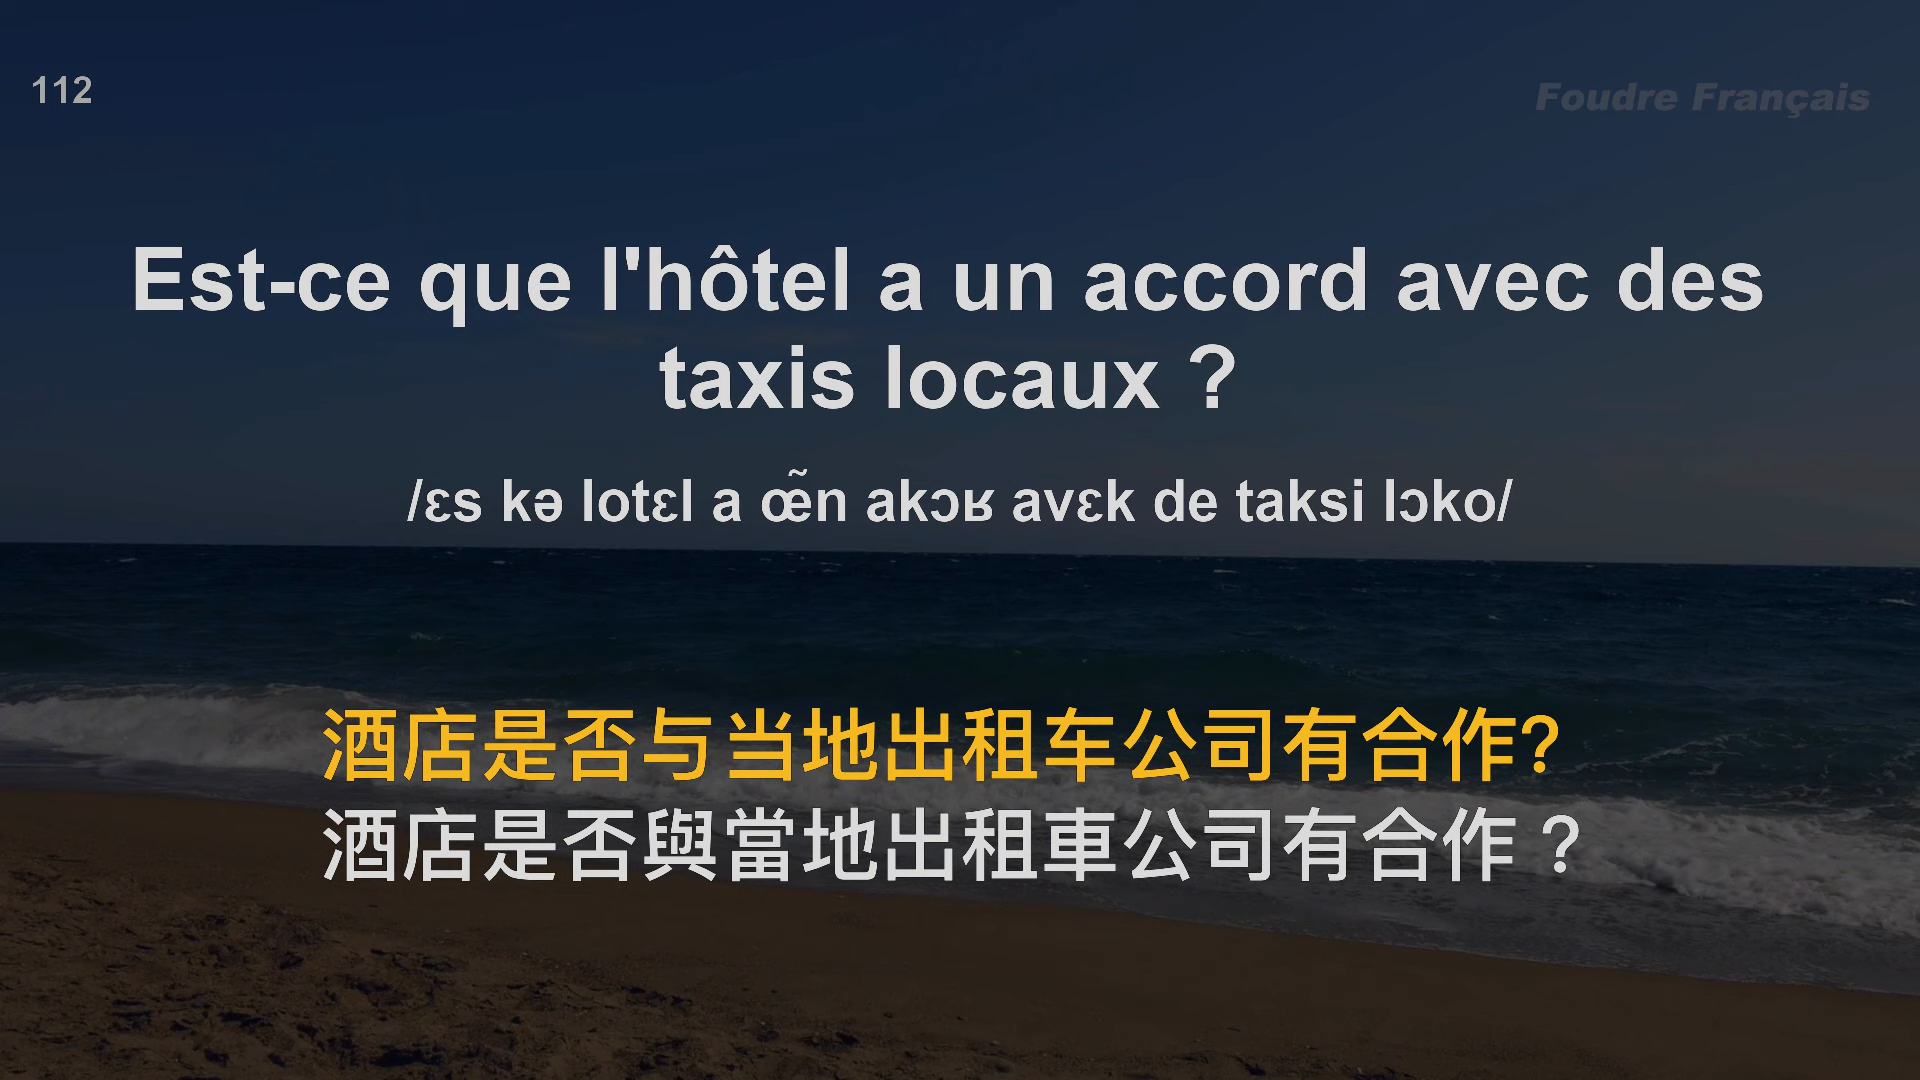 112
Foudre Français
Est-ce que l'hôtel a un accord avec des
taxis locaux ?
/ɛs kə lotɛl a œ̃n akɔʁ avɛk de taksi lɔko/
酒店是否与当地出租车公司有合作?
酒店是否與當地出租車公司有合作？